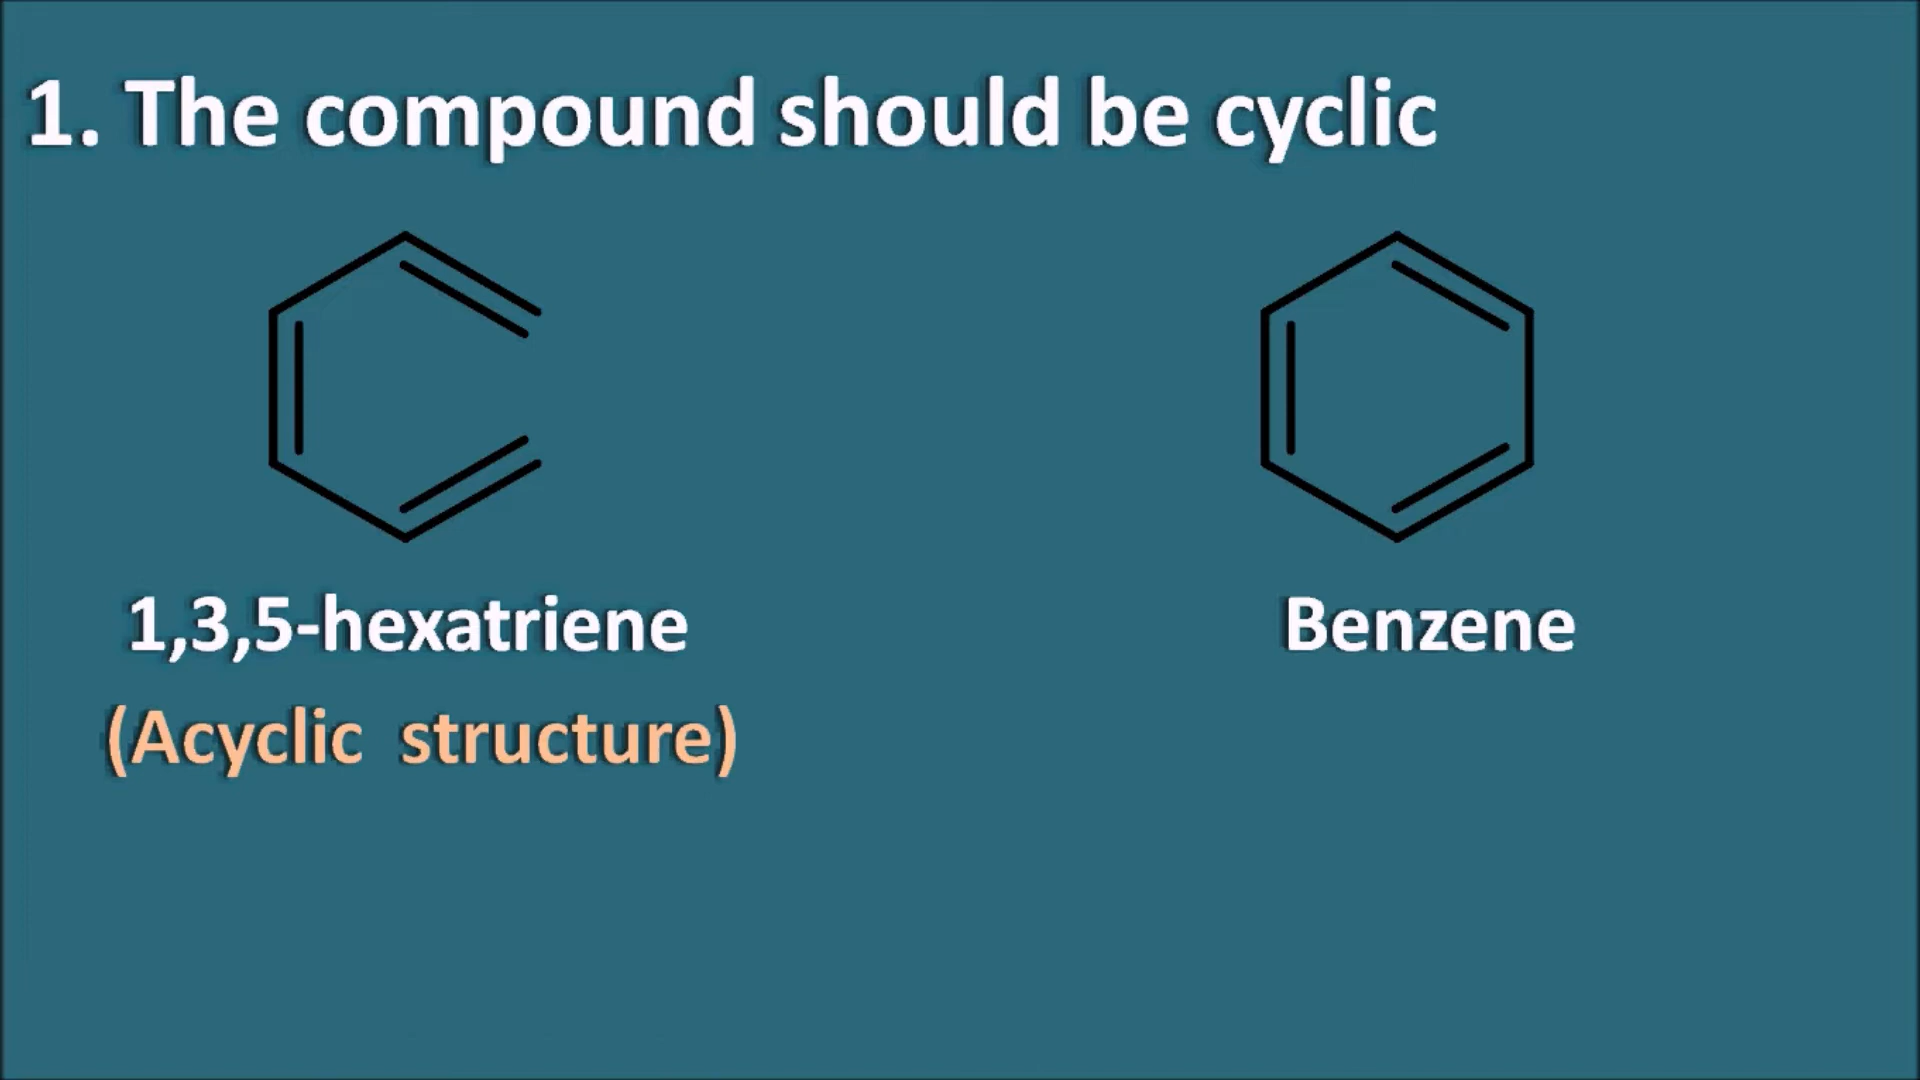 1. The compound should be cyclic
1,3,5-hexatriene
Benzene
(Acyclic structure)